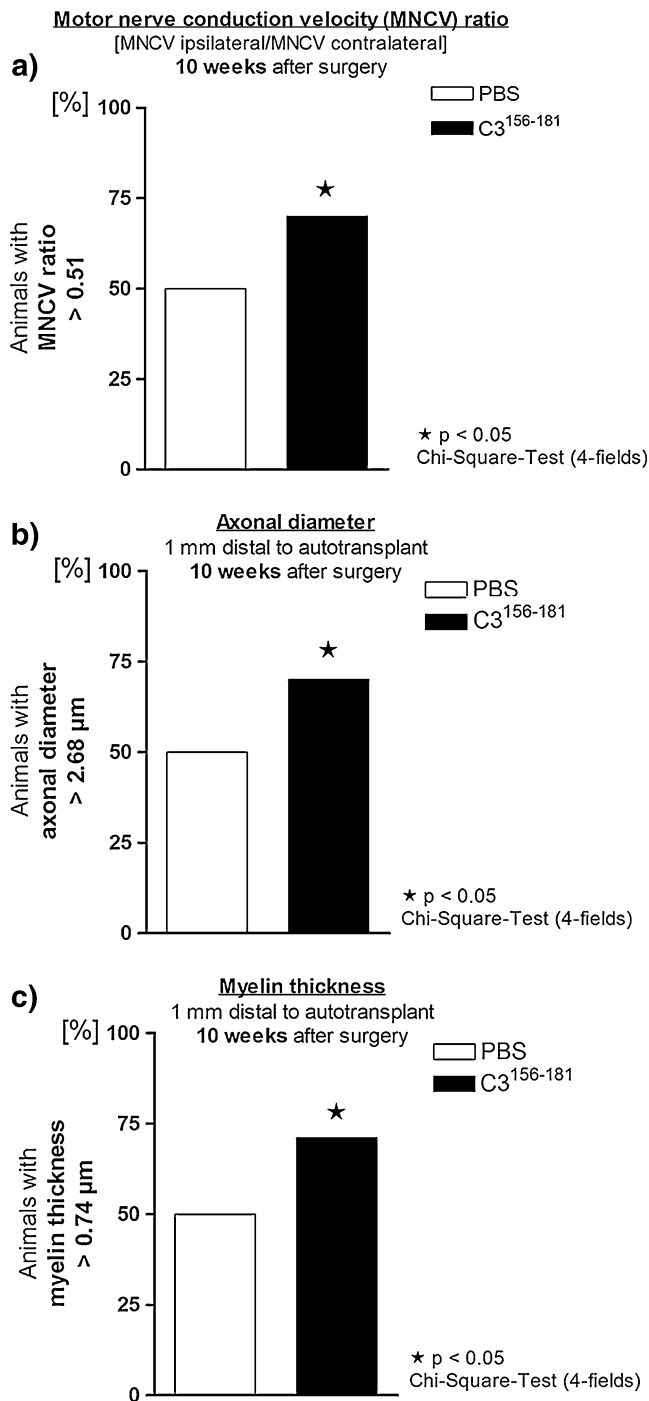 Motor nerve conduction velocity (MNCV) ratio
[MNCV ipsilateral/MNCV contralateral]
10 weeks after surgery
a)
[%]
100
75
50
25
0
Animals with
MNCV ratio
> 0.51
PBS
C3156-181
★ p < 0.05
Chi-Square-Test (4-fields)
b)
Axonal diameter
1 mm distal to autotransplant
10 weeks after surgery
[%]
100
75
50
25
0
Animals with
axonal diameter
> 2.68 µm
PBS
C3156-181
★ p < 0.05
Chi-Square-Test (4-fields)
c)
Myelin thickness
1 mm distal to autotransplant
10 weeks after surgery
[%]
100
75
50
25
0
Animals with
myelin thickness
> 0.74 µm
PBS
C3156-181
★ p < 0.05
Chi-Square-Test (4-fields)